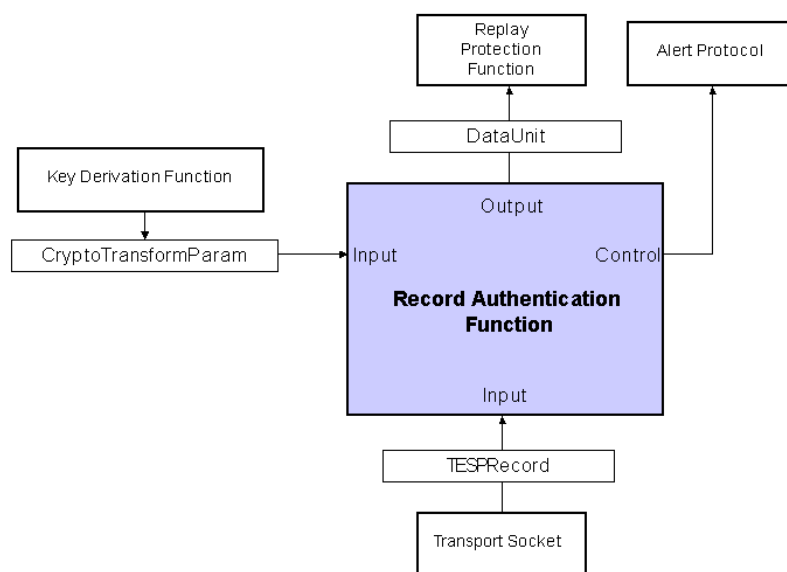 Replay
Protection
Function
Alert Protocol
DataUnit
Key Derivation Function
Output
CryptoTransformParam
Input
Control
Record Authentication
Function
Input
TESPRecord
Transport Socket